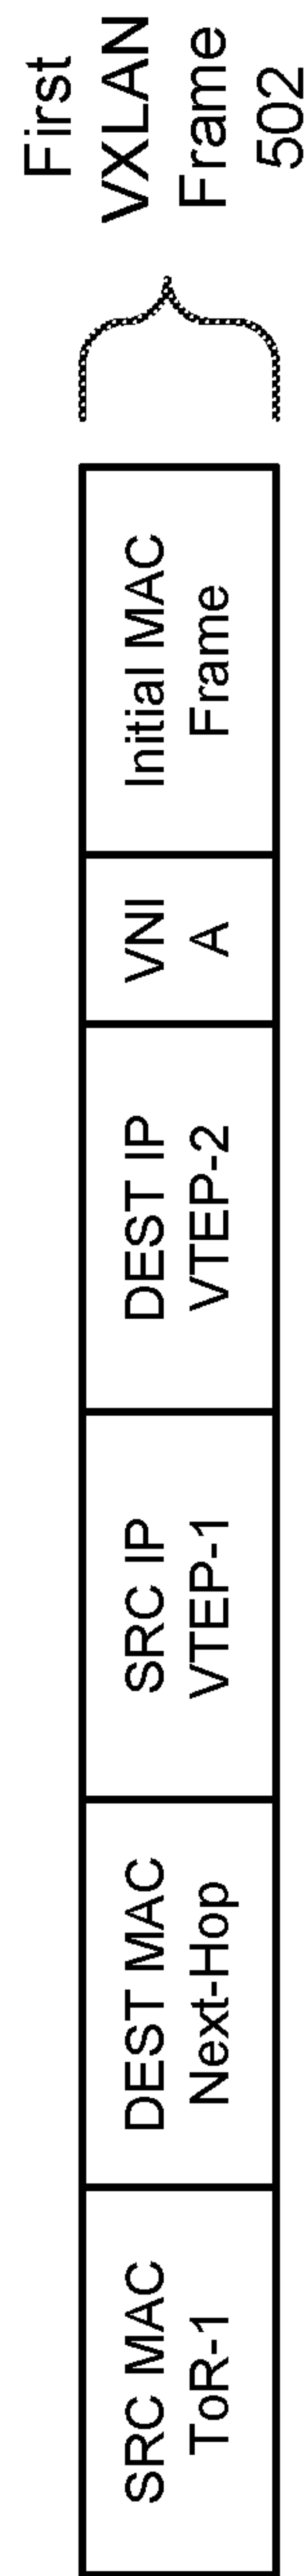 SRC MAC
ToR-1
DEST MAC
Next-Hop
SRC IP
VTEP-1
DEST IP
VTEP-2
VNI
A
Initial MAC
Frame
First
VXLAN
Frame
502